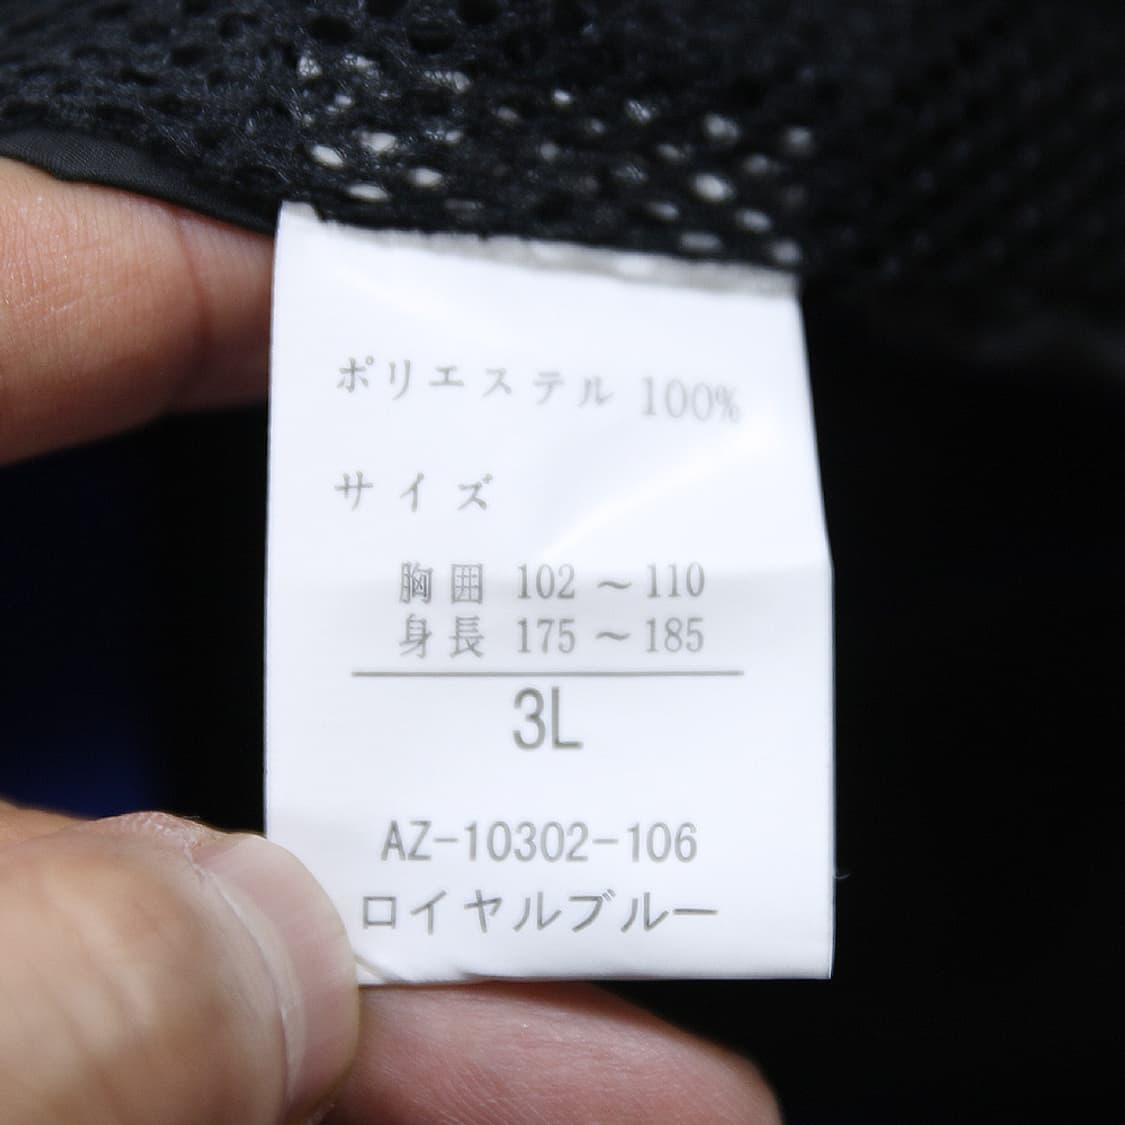 ポリエステル 100%
サイズ
胸囲 102 ～ 110
身長 175 ～ 185
3L
AZ-10302-106
ロイヤルブルー